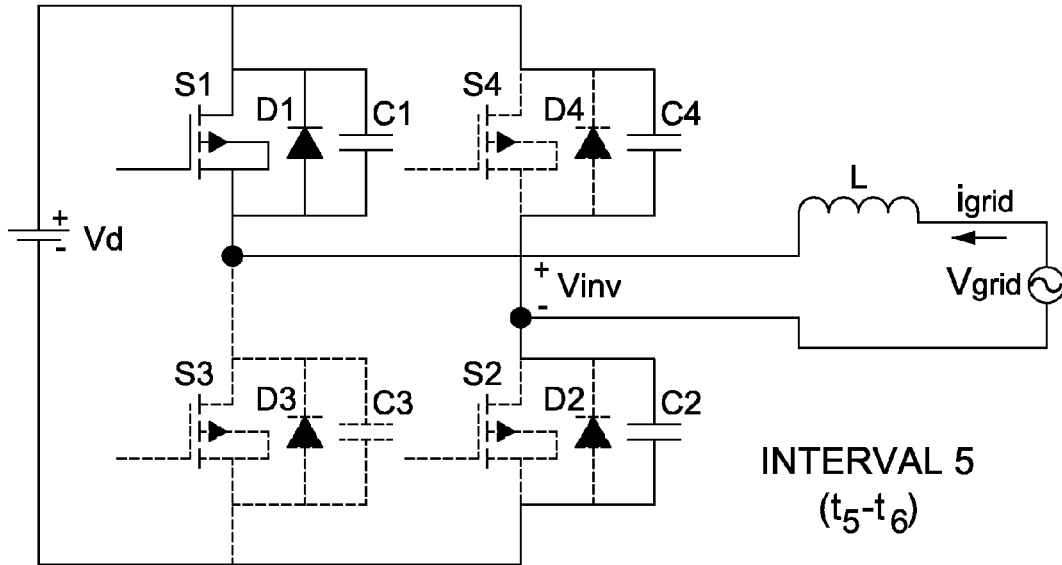 S1
D1
C1
S4
D4
C4
L
igrid
+
-
Vd
+
Vinv
-
Vgrid
S3
D3
C3
S2
D2
C2
INTERVAL 5
(t5-t6)